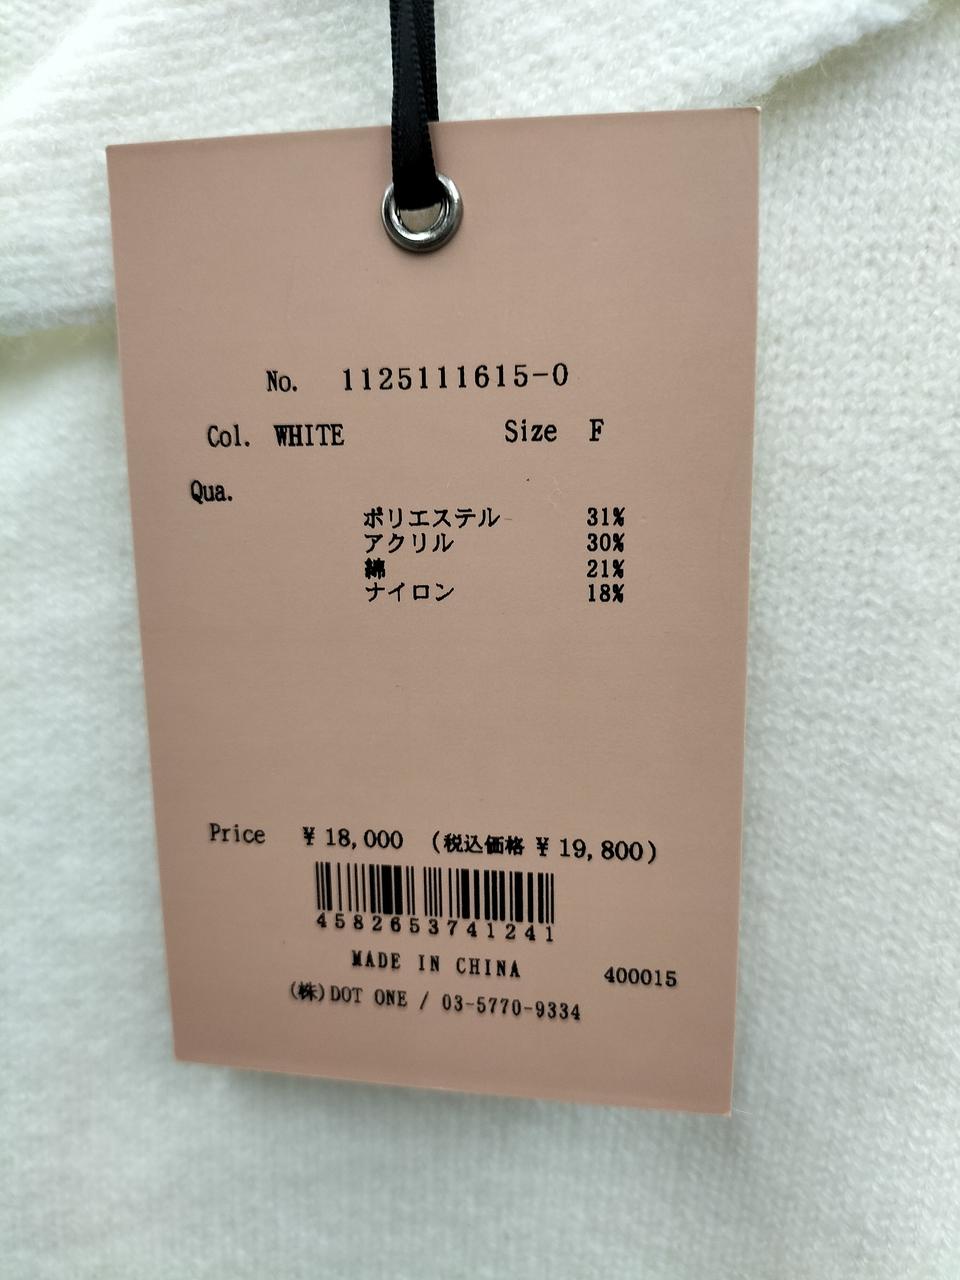 No. 1125111615-0
Col. WHITE Size F
Qua.
ポリエステル 31%
アクリル 30%
綿 21%
ナイロン 18%
Price ¥18,000 (税込価格 ¥19,800)
4582653741241
MADE IN CHINA 400015
(株)DOT ONE / 03-5770-9334